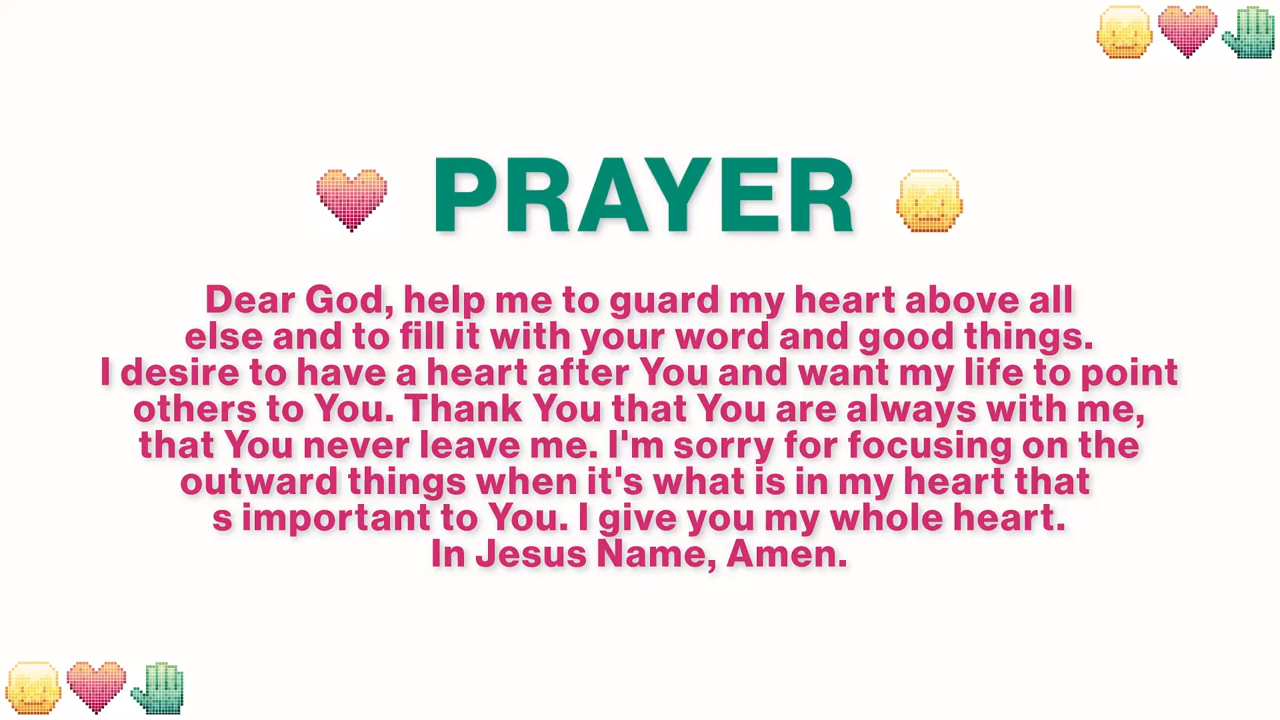 PRAYER
Dear God, help me to guard my heart above all
else and to fill it with your word and good things.
I desire to have a heart after You and want my life to point
others to You. Thank You that You are always with me,
that You never leave me. I'm sorry for focusing on the
outward things when it's what is in my heart that
s important to You. I give you my whole heart.
In Jesus Name, Amen.